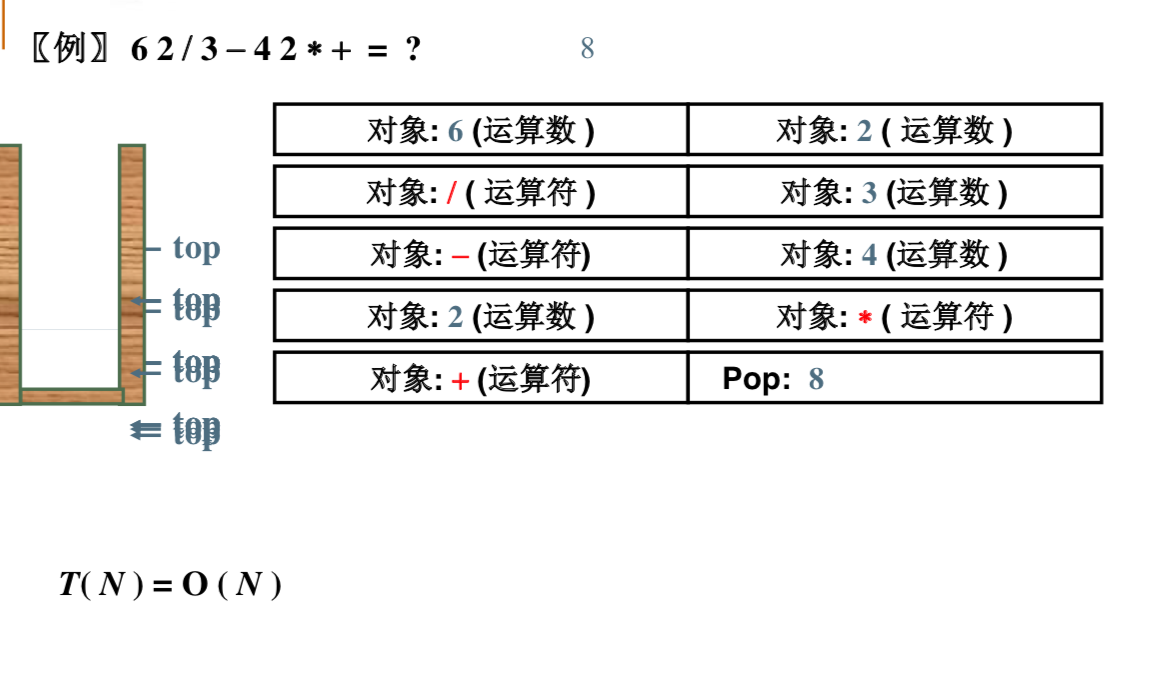 〖例〗 6 2 / 3 – 4 2 * + = ? 8
对象: 6 (运算数 ) 对象: 2 ( 运算数 )
对象: / ( 运算符 ) 对象: 3 (运算数 )
对象: – (运算符) 对象: 4 (运算数 )
对象: 2 (运算数 ) 对象: * ( 运算符 )
对象: + (运算符) Pop: 8
top
top
top
top
top
top
top
T( N ) = O ( N )